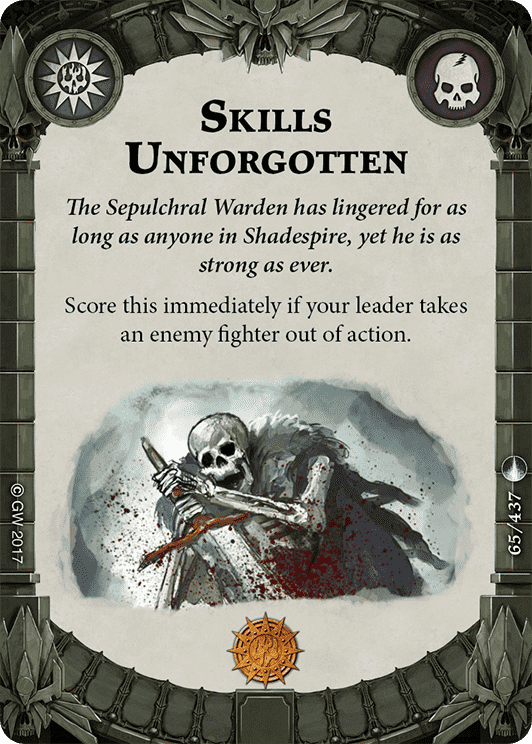 SKILLS
UNFORGOTTEN
The Sepulchral Warden has lingered for as
long as anyone in Shadespire, yet he is as
strong as ever.
Score this immediately if your leader takes
an enemy fighter out of action.
© GW 2017
65/437